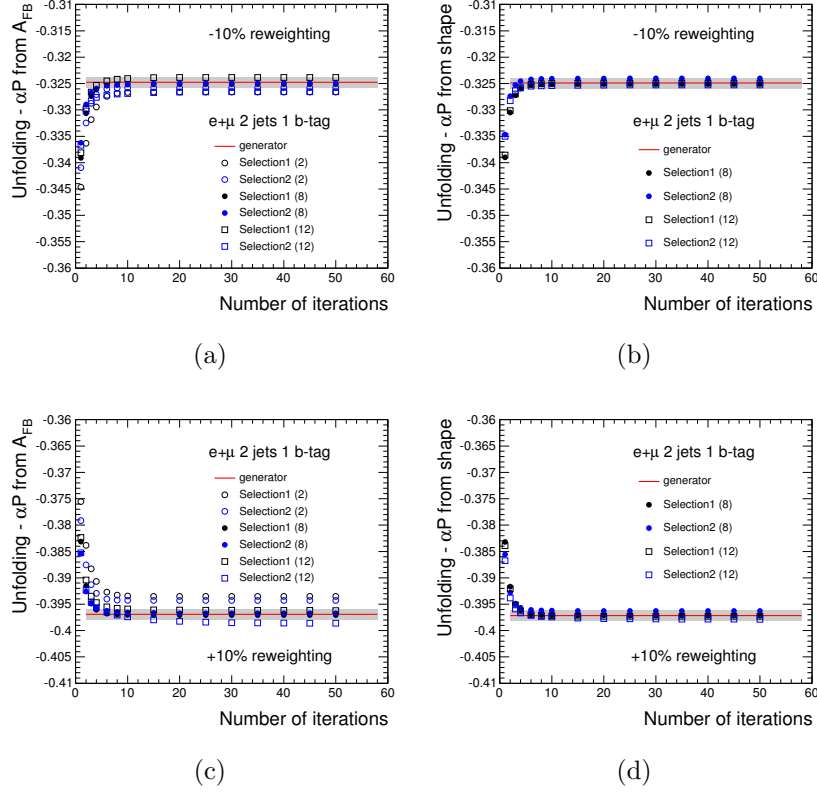 -0.31
-0.315
-0.32
-0.325
-0.33
-0.335
-0.34
-0.345
-0.35
-0.355
-0.36
Unfolding - αP from A_FB
-10% reweighting
e+μ 2 jets 1 b-tag
generator
Selection1 (2)
Selection2 (2)
Selection1 (8)
Selection2 (8)
Selection1 (12)
Selection2 (12)
0 10 20 30 40 50 60
Number of iterations
(a)
-0.31
-0.315
-0.32
-0.325
-0.33
-0.335
-0.34
-0.345
-0.35
-0.355
-0.36
Unfolding - αP from shape
-10% reweighting
e+μ 2 jets 1 b-tag
generator
Selection1 (8)
Selection2 (8)
Selection1 (12)
Selection2 (12)
0 10 20 30 40 50 60
Number of iterations
(b)
-0.36
-0.365
-0.37
-0.375
-0.38
-0.385
-0.39
-0.395
-0.4
-0.405
-0.41
Unfolding - αP from A_FB
e+μ 2 jets 1 b-tag
generator
Selection1 (2)
Selection2 (2)
Selection1 (8)
Selection2 (8)
Selection1 (12)
Selection2 (12)
+10% reweighting
0 10 20 30 40 50 60
Number of iterations
(c)
-0.36
-0.365
-0.37
-0.375
-0.38
-0.385
-0.39
-0.395
-0.4
-0.405
-0.41
Unfolding - αP from shape
e+μ 2 jets 1 b-tag
generator
Selection1 (8)
Selection2 (8)
Selection1 (12)
Selection2 (12)
+10% reweighting
0 10 20 30 40 50 60
Number of iterations
(d)